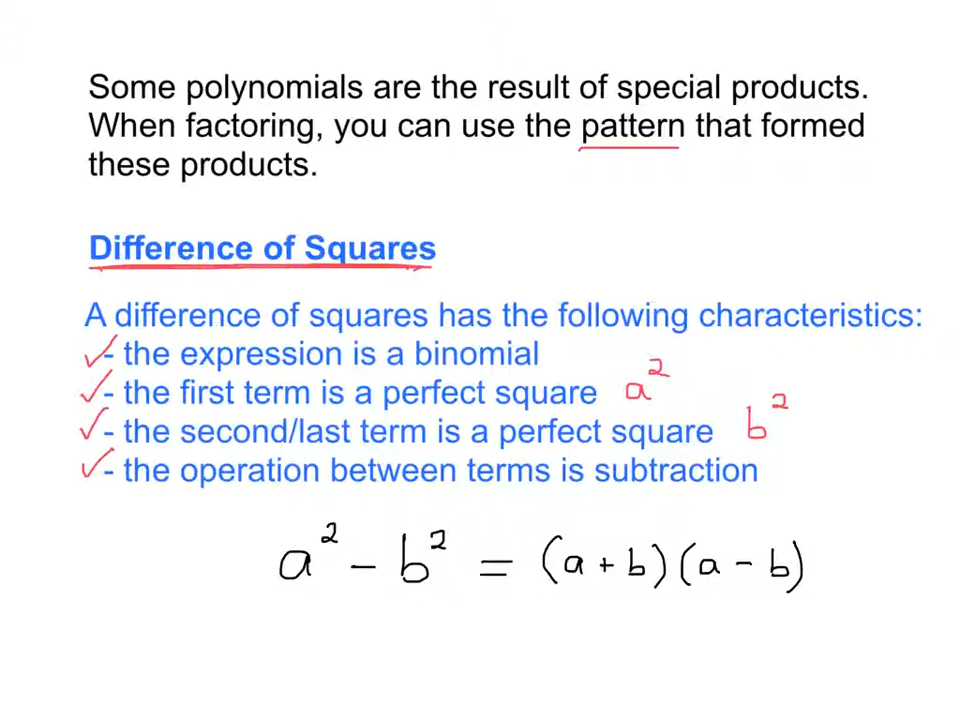 Some polynomials are the result of special products.
When factoring, you can use the pattern that formed
these products.
Difference of Squares
A difference of squares has the following characteristics:
- the expression is a binomial
- the first term is a perfect square a²
- the second/last term is a perfect square b²
- the operation between terms is subtraction
a² - b² = (a + b)(a - b)